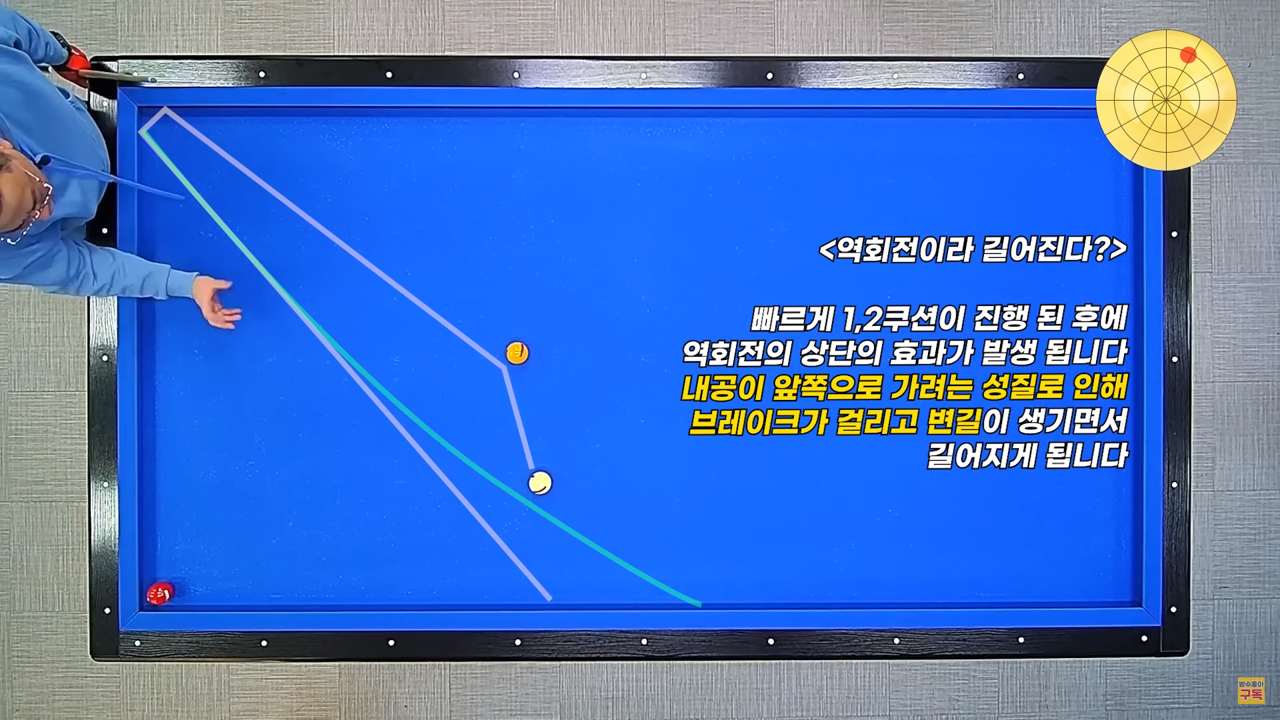 <역회전이라 길어진다?>
빠르게 1,2쿠션이 진행 된 후에
역회전의 상단의 효과가 발생 됩니다
내공이 앞쪽으로 가려는 성질로 인해
브레이크가 걸리고 변길이 생기면서
길어지게 됩니다
구독